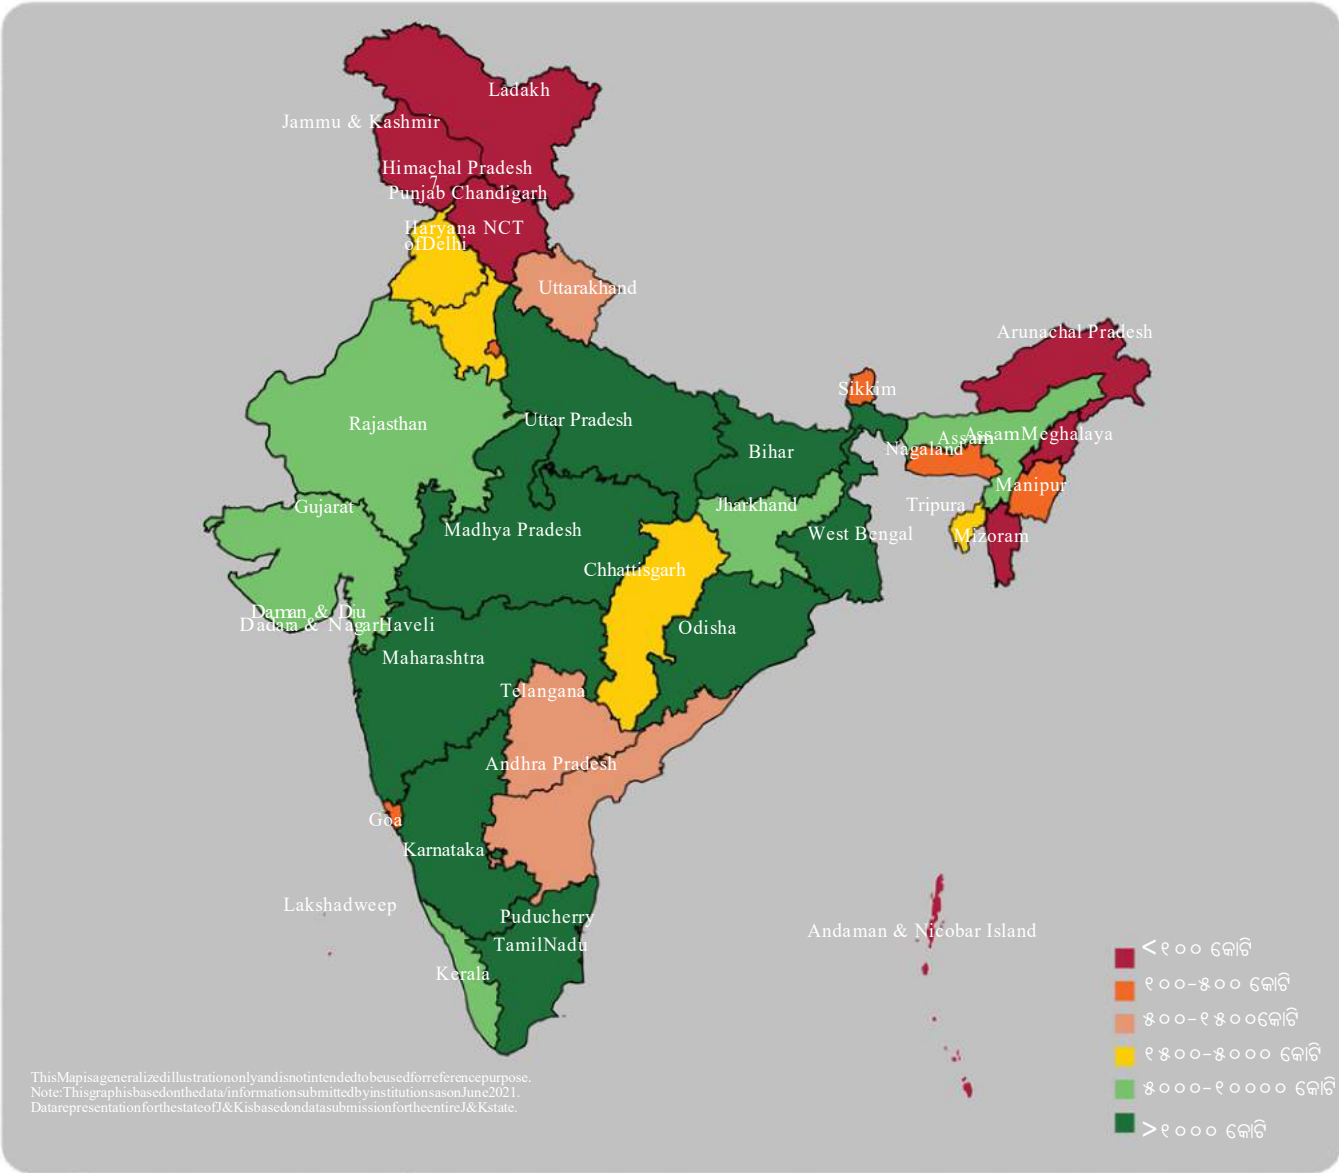 Ladakh
Jammu & Kashmir
Himachal Pradesh
7
Punjab Chandigarh
Haryana NCT
ofDelhi
Uttarakhand
Arunachal Pradesh
Sikkim
Rajasthan
Uttar Pradesh
Assam
AssamMeghalaya
Nagaland
Bihar
Manipur
Gujarat
Jharkhand
Tripura
Madhya Pradesh
West Bengal
Mizoram
Chhattisgarh
Daman & Diu
Dadara & NagarHaveli
Odisha
Maharashtra
Telangana
Andhra Pradesh
Goa
Karnataka
Lakshadweep
Puducherry
Andaman & Nicobar Island
TamilNadu
Kerala
<୧୦୦ କୋଟି
୧୦୦-୫୦୦ କୋଟି
୫୦୦-୧୫୦୦କୋଟି
୧୫୦୦-୫୦୦୦ କୋଟି
୫୦୦୦-୧୦୦୦୦ କୋଟି
>୧୦୦୦ କୋଟି
ThisMapisageneralizedillustrationonlyandisnotintendedtobeusedforreferencepurpose.
Note:Thisgraphisbasedonthedata/informationsubmittedbyinstitutionsasonJune2021.
DatarepresentationforthestateofJ&KisbasedondatasubmissionfortheentireJ&Kstate.